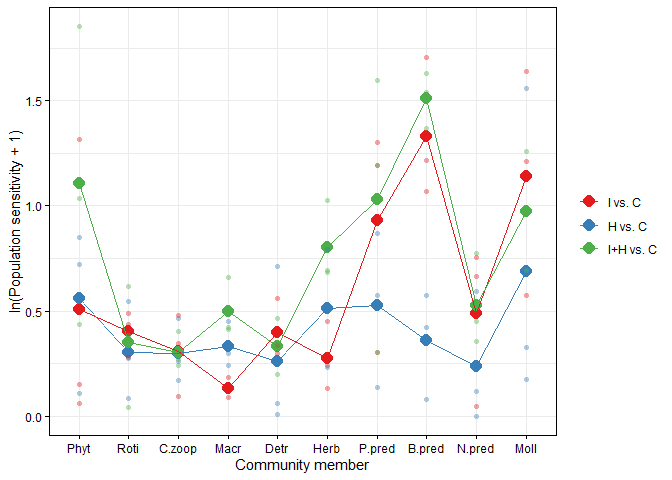 ln(Population sensitivity + 1)
1.5
1.0
0.5
0.0
Phyt Roti C.zoop Macr Detr Herb P.pred B.pred N.pred Moll
Community member
I vs. C
H vs. C
I+H vs. C